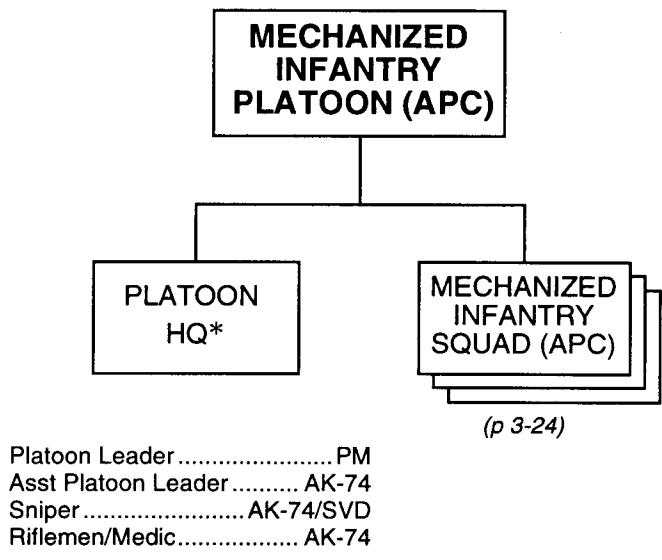 MECHANIZED
INFANTRY
PLATOON (APC)
PLATOON
HQ*
MECHANIZED
INFANTRY
SQUAD (APC)
(p 3-24)
Platoon Leader.......................PM
Asst Platoon Leader.......... AK-74
Sniper........................AK-74/SVD
Riflemen/Medic.................. AK-74